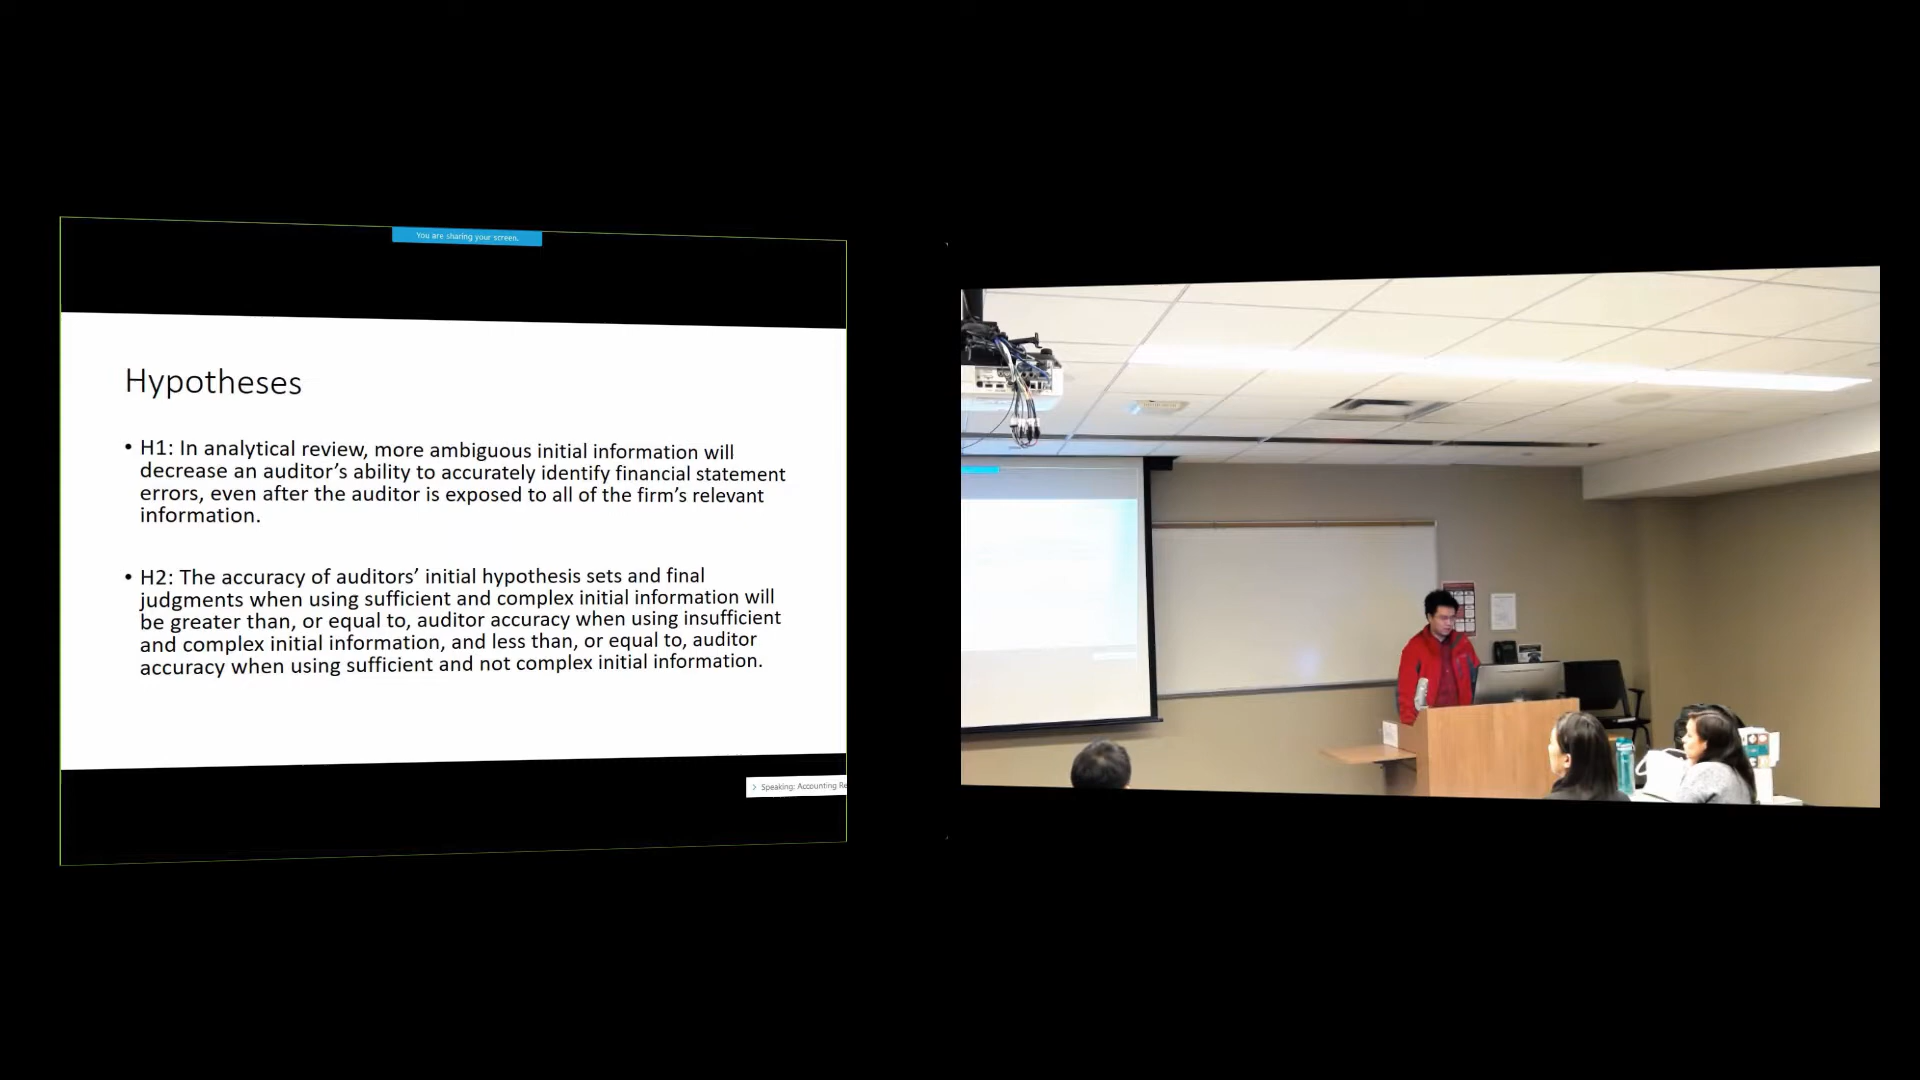 You are sharing your screen.
Hypotheses
• H1: In analytical review, more ambiguous initial information will
decrease an auditor’s ability to accurately identify financial statement
errors, even after the auditor is exposed to all of the firm’s relevant
information.
• H2: The accuracy of auditors’ initial hypothesis sets and final
judgments when using sufficient and complex initial information will
be greater than, or equal to, auditor accuracy when using insufficient
and complex initial information, and less than, or equal to, auditor
accuracy when using sufficient and not complex initial information.
Speaking: Accounting Re